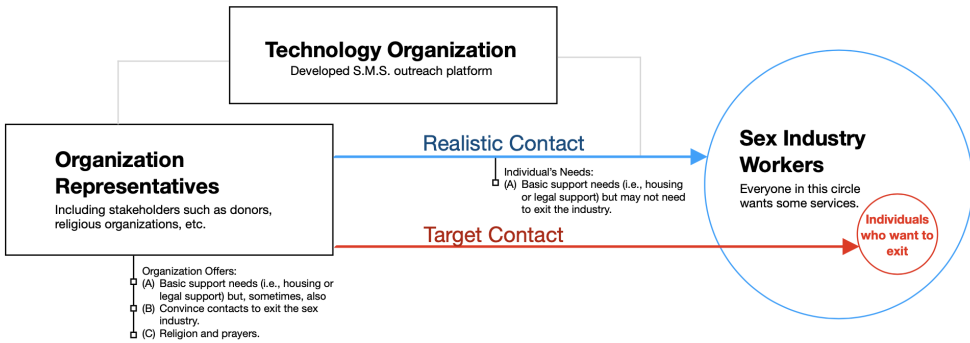 Technology Organization
Developed S.M.S. outreach platform
Organization
Representatives
Including stakeholders such as donors,
religious organizations, etc.
Realistic Contact
Individual's Needs:
(A) Basic support needs (i.e., housing
or legal support) but may not need
to exit the industry.
Target Contact
Sex Industry
Workers
Everyone in this circle
wants some services.
Individuals
who want to
exit
Organization Offers:
(A) Basic support needs (i.e., housing or
legal support) but, sometimes, also
(B) Convince contacts to exit the sex
industry.
(C) Religion and prayers.